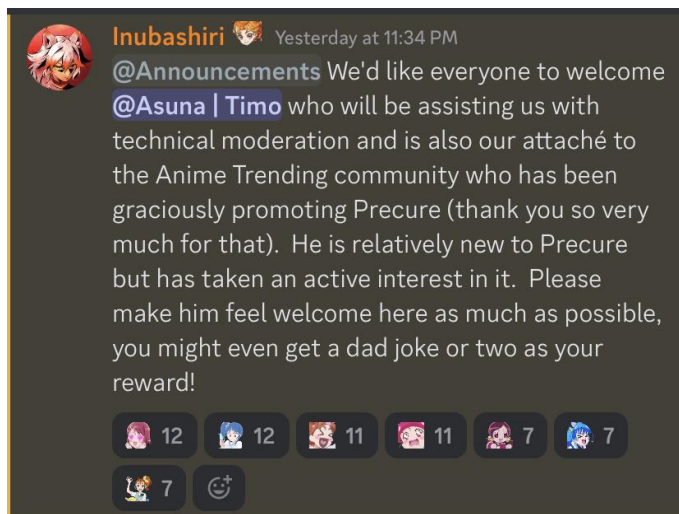 Inubashiri Yesterday at 11:34 PM
@Announcements We'd like everyone to welcome
@Asuna | Timo who will be assisting us with
technical moderation and is also our attaché to
the Anime Trending community who has been
graciously promoting Precure (thank you so very
much for that).  He is relatively new to Precure
but has taken an active interest in it.  Please
make him feel welcome here as much as possible,
you might even get a dad joke or two as your
reward!
12 12 11 11 7 7
7